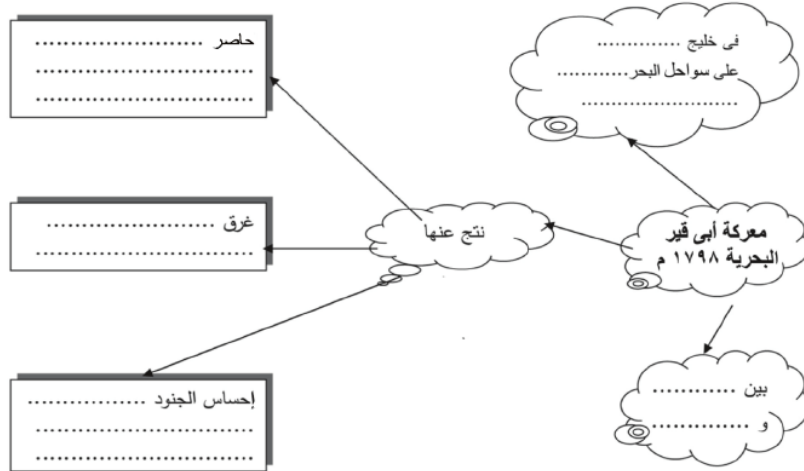 فى خليج ..............
على سواحل البحر............
........................
معركة أبى قير
البحرية ١٧٩٨ م
بين ............
و ..............
نتج عنها
حاصر ........................
................................
................................
غرق ........................
................................
إحساس الجنود .................
................................
................................